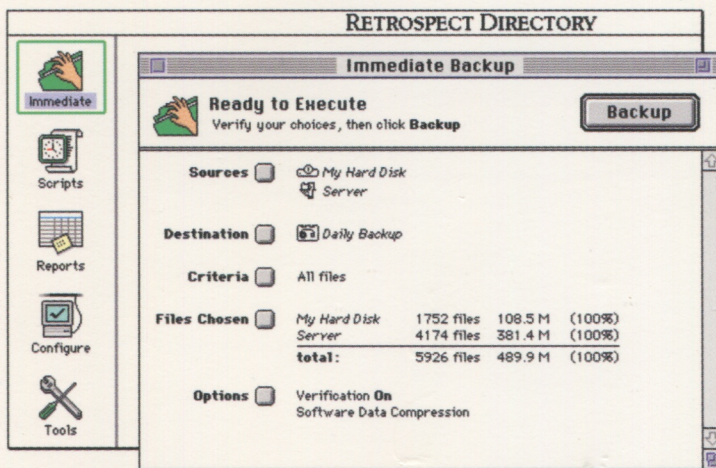 RETROSPECT DIRECTORY
Immediate
Scripts
Reports
Configure
Tools
Immediate Backup
Ready to Execute
Verify your choices, then click Backup
Backup
Sources
My Hard Disk
Server
Destination
Daily Backup
Criteria
All files
Files Chosen
My Hard Disk 1752 files 108.5 M (100%)
Server 4174 files 381.4 M (100%)
total: 5926 files 489.9 M (100%)
Options
Verification On
Software Data Compression